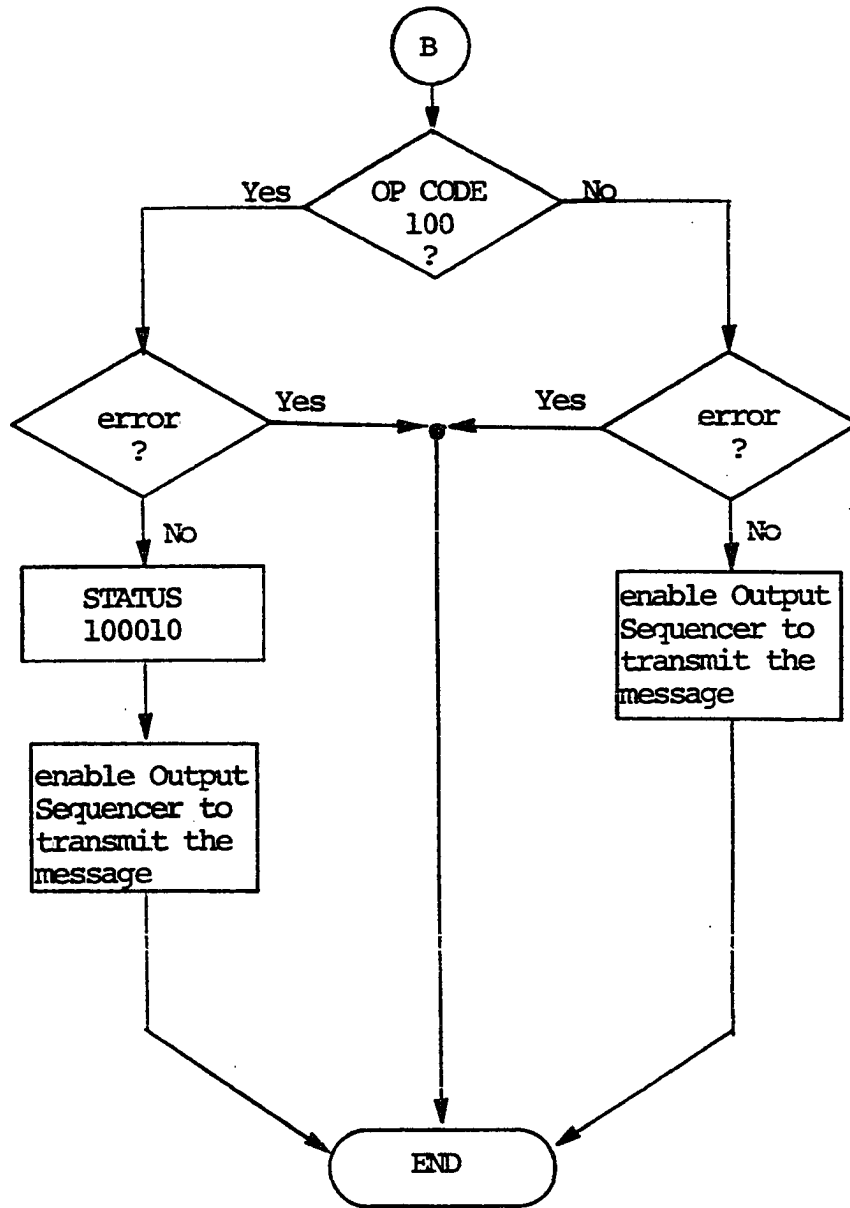 B
Yes
OP CODE
100
?
No
error
?
Yes
Yes
error
?
No
No
STATUS
100010
enable Output
Sequencer to
transmit the
message
enable Output
Sequencer to
transmit the
message
END